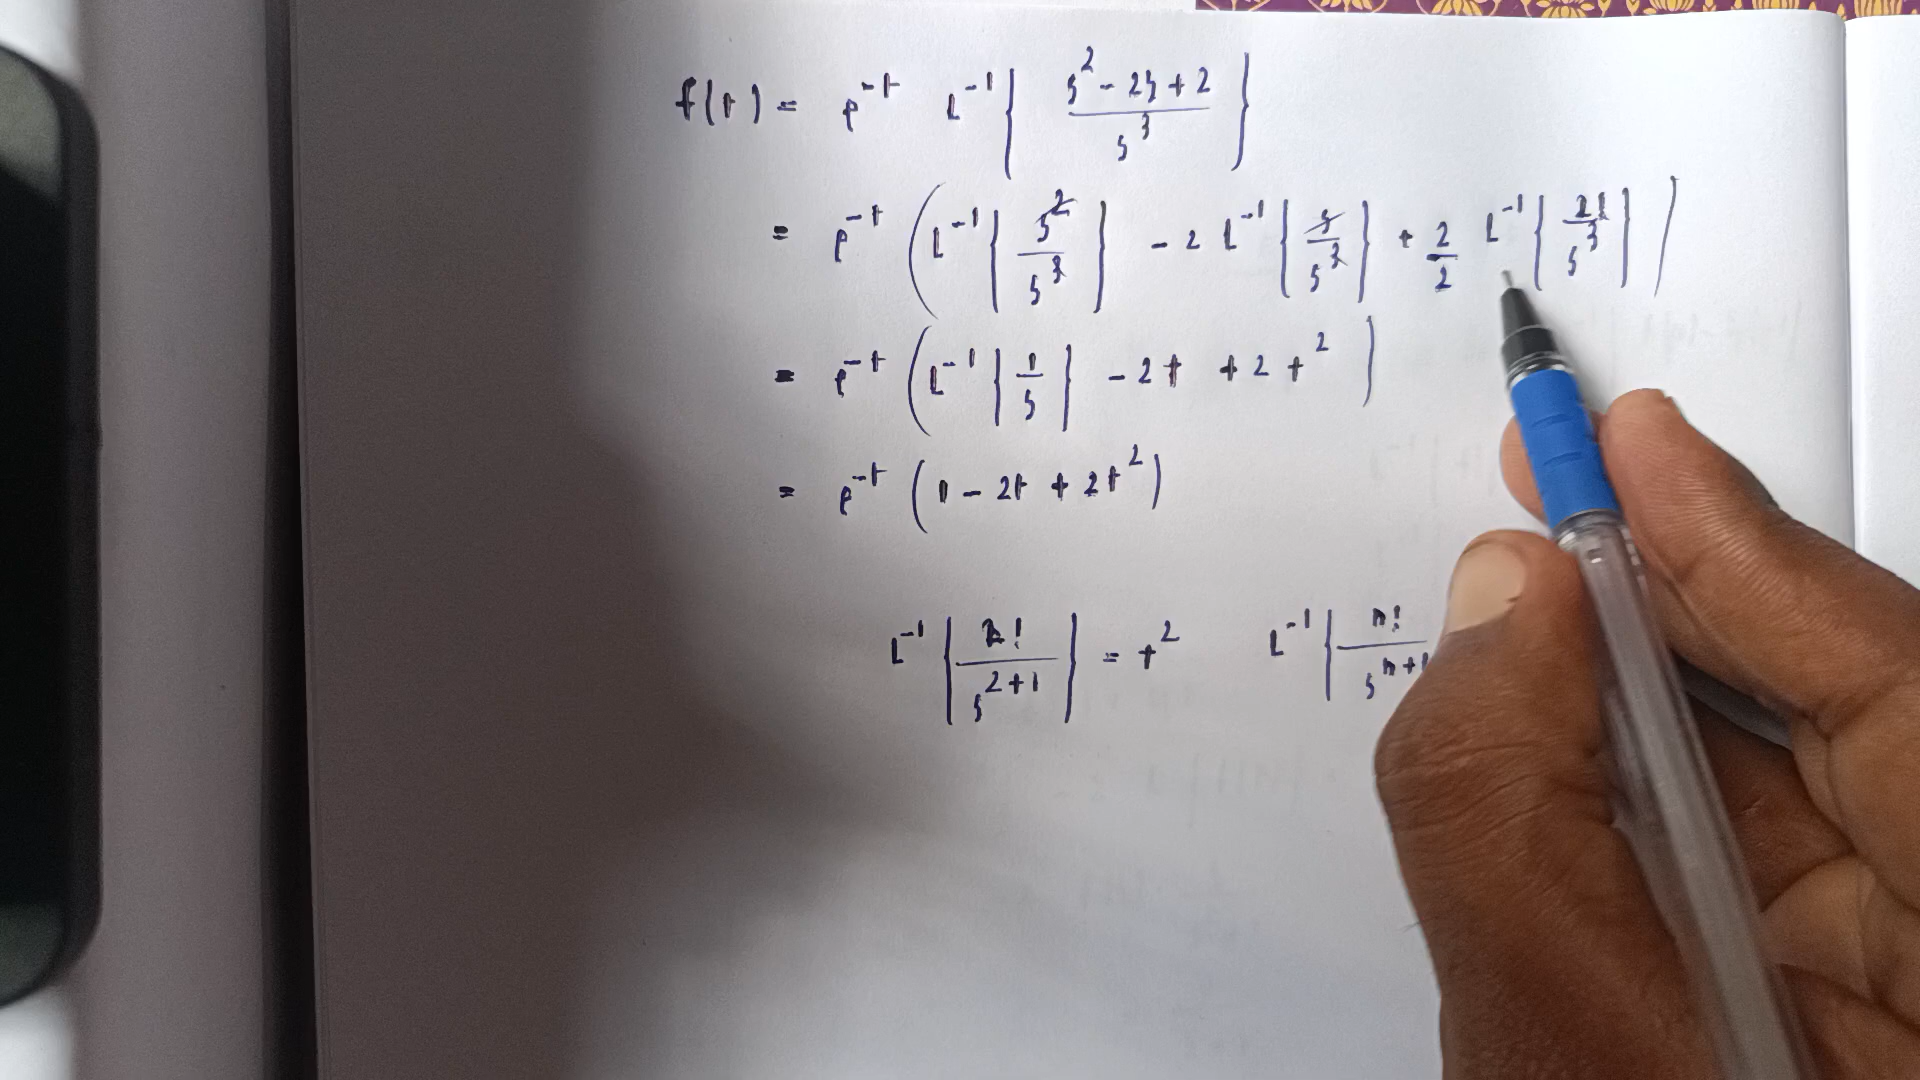 f(t) = e^-t L^-1 { s^2 - 2s + 2 / s^3 }
= e^-t ( L^-1 { s^2 / s^3 } - 2 L^-1 { s / s^3 } + 2/2 L^-1 { 2! / s^3 } )
= e^-t ( L^-1 { 1 / s } - 2t + 2t^2 )
= e^-t ( 1 - 2t + 2t^2 )
L^-1 { 2! / s^2+1 } = t^2 L^-1 { n! / s^n+1